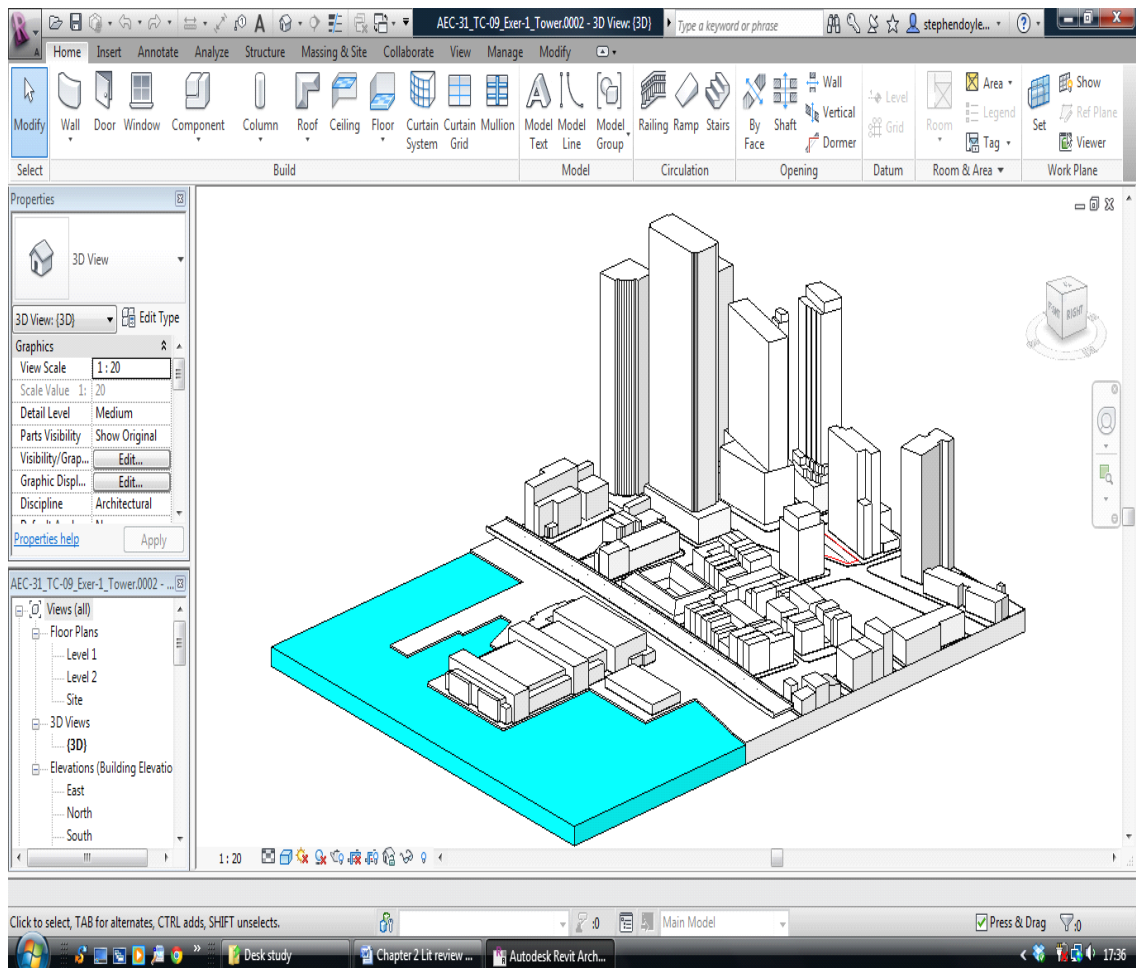 AEC-31_TC-09_Exer-1_Tower.0002 - 3D View: {3D} Type a keyword or phrase stephendoyle...
Home Insert Annotate Analyze Structure Massing & Site Collaborate View Manage Modify
Modify Wall Door Window Component Column Roof Ceiling Floor Curtain System Curtain Grid Mullion Model Text Model Line Model Group Railing Ramp Stairs By Face Shaft Wall Vertical Dormer Level Grid Room Area Legend Tag Set Show Ref Plane Viewer
Select Build Model Circulation Opening Datum Room & Area Work Plane
Properties
3D View
3D View: {3D} Edit Type
Graphics
View Scale 1 : 20
Scale Value 1: 20
Detail Level Medium
Parts Visibility Show Original
Visibility/Grap... Edit...
Graphic Displ... Edit...
Discipline Architectural
Properties help Apply
AEC-31_TC-09_Exer-1_Tower.0002 - ...
Views (all)
Floor Plans
Level 1
Level 2
Site
3D Views
{3D}
Elevations (Building Elevatio
East
North
South
RIGHT
1 : 20
Click to select, TAB for alternates, CTRL adds, SHIFT unselects. :0 Main Model Press & Drag :0
Desk study Chapter 2 Lit review ... Autodesk Revit Arch... 17:36